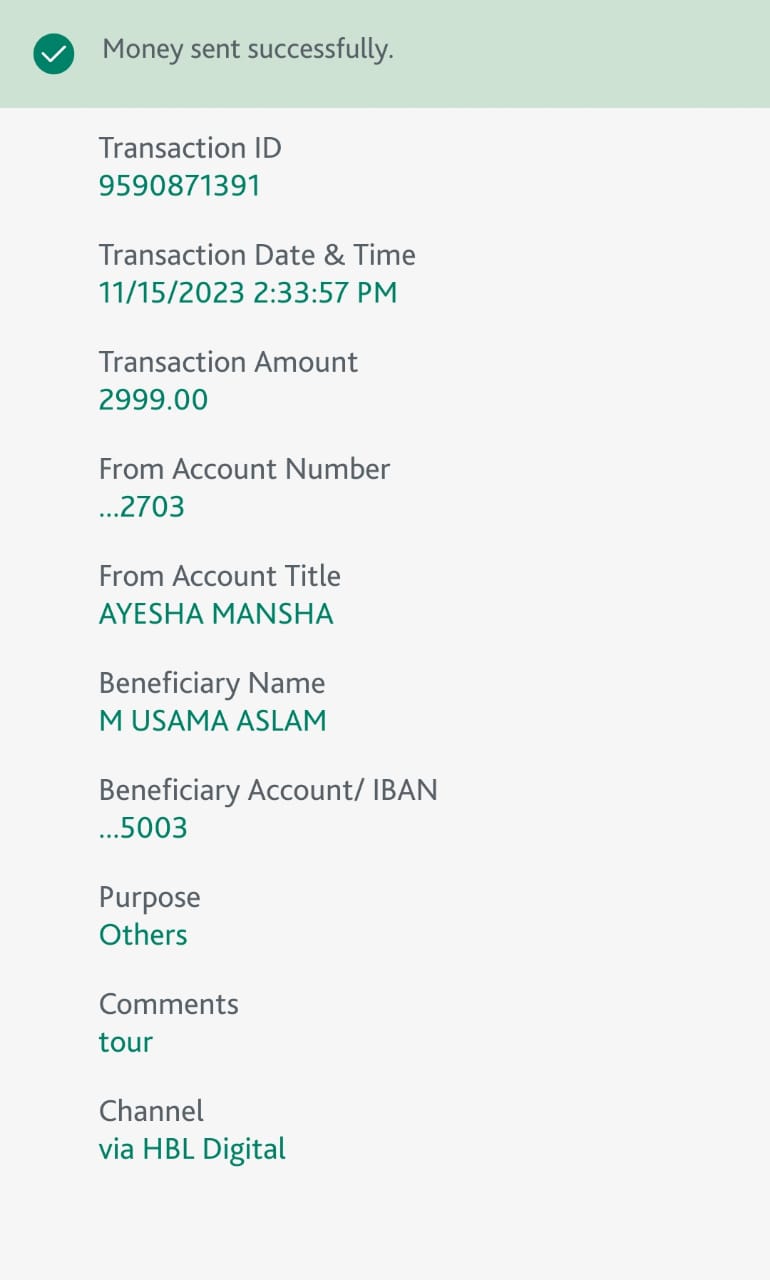 Money sent successfully.
Transaction ID
9590871391
Transaction Date & Time
11/15/2023 2:33:57 PM
Transaction Amount
2999.00
From Account Number
...2703
From Account Title
AYESHA MANSHA
Beneficiary Name
M USAMA ASLAM
Beneficiary Account/ IBAN
...5003
Purpose
Others
Comments
tour
Channel
via HBL Digital